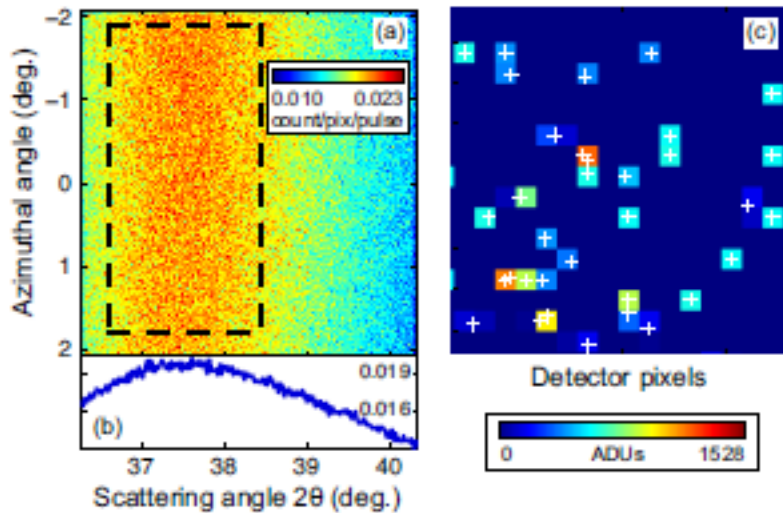 −2
(a)
Azimuthal angle (deg.)
−1
0.010 0.023
count/pix/pulse
0
1
2
0.019
0.016
(b)
37 38 39 40
Scattering angle 2θ (deg.)
(c)
Detector pixels
0 ADUs 1528